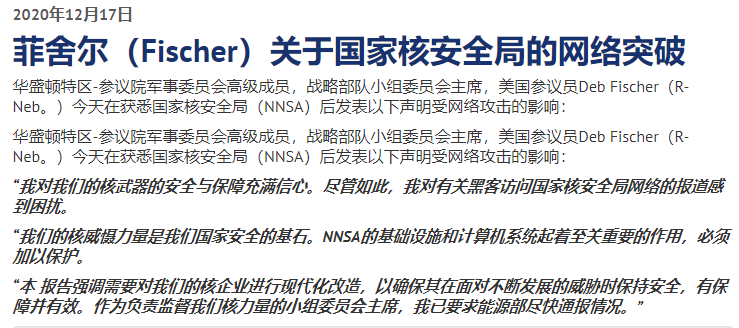 2020年12月17日
菲舍尔（Fischer）关于国家核安全局的网络突破
华盛顿特区-参议院军事委员会高级成员，战略部队小组委员会主席，美国参议员Deb Fischer（R-
Neb。）今天在获悉国家核安全局（NNSA）后发表以下声明受网络攻击的影响：
华盛顿特区-参议院军事委员会高级成员，战略部队小组委员会主席，美国参议员Deb Fischer（R-
Neb。）今天在获悉国家核安全局（NNSA）后发表以下声明受网络攻击的影响：
“我对我们的核武器的安全与保障充满信心。尽管如此，我对有关黑客访问国家核安全局网络的报道感
到困扰。
“我们的核威慑力量是我们国家安全的基石。NNSA的基础设施和计算机系统起着至关重要的作用，必须
加以保护。
“本 报告强调需要对我们的核企业进行现代化改造，以确保其在面对不断发展的威胁时保持安全，有保
障并有效。作为负责监督我们核力量的小组委员会主席，我已要求能源部尽快通报情况。”